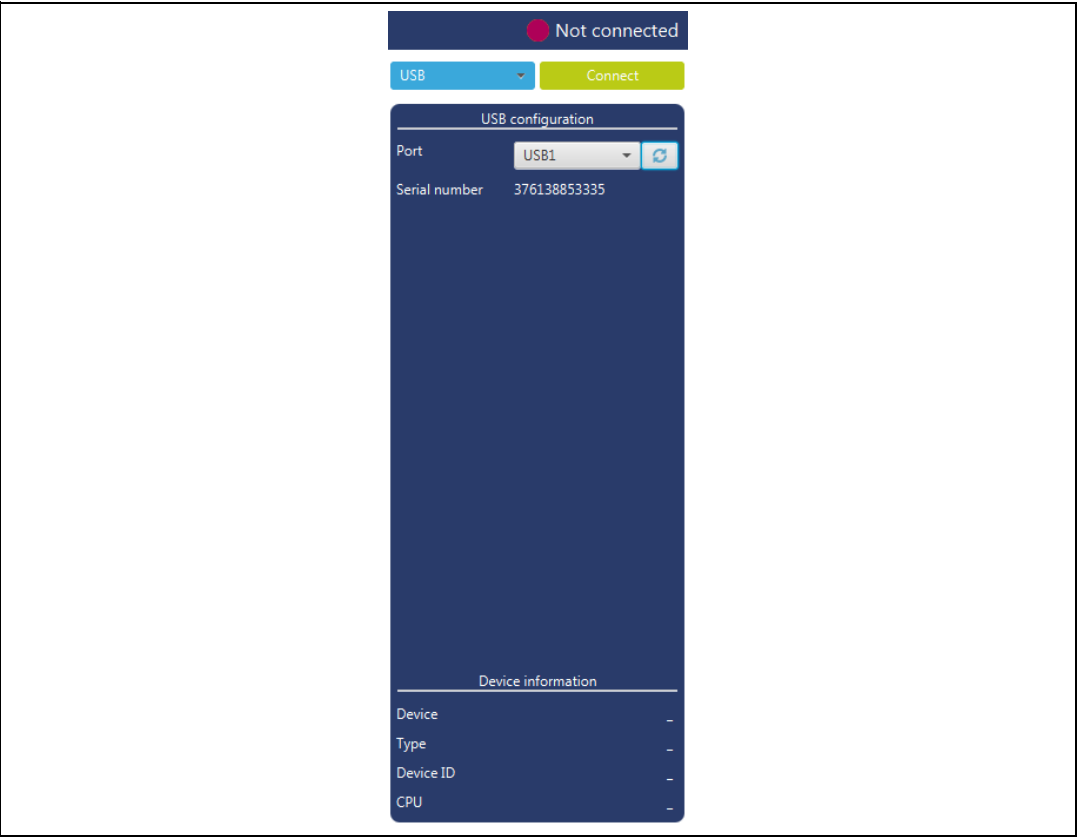 Not connected
USB Connect
USB configuration
Port USB1
Serial number 376138853335
Device information
Device _
Type _
Device ID _
CPU _